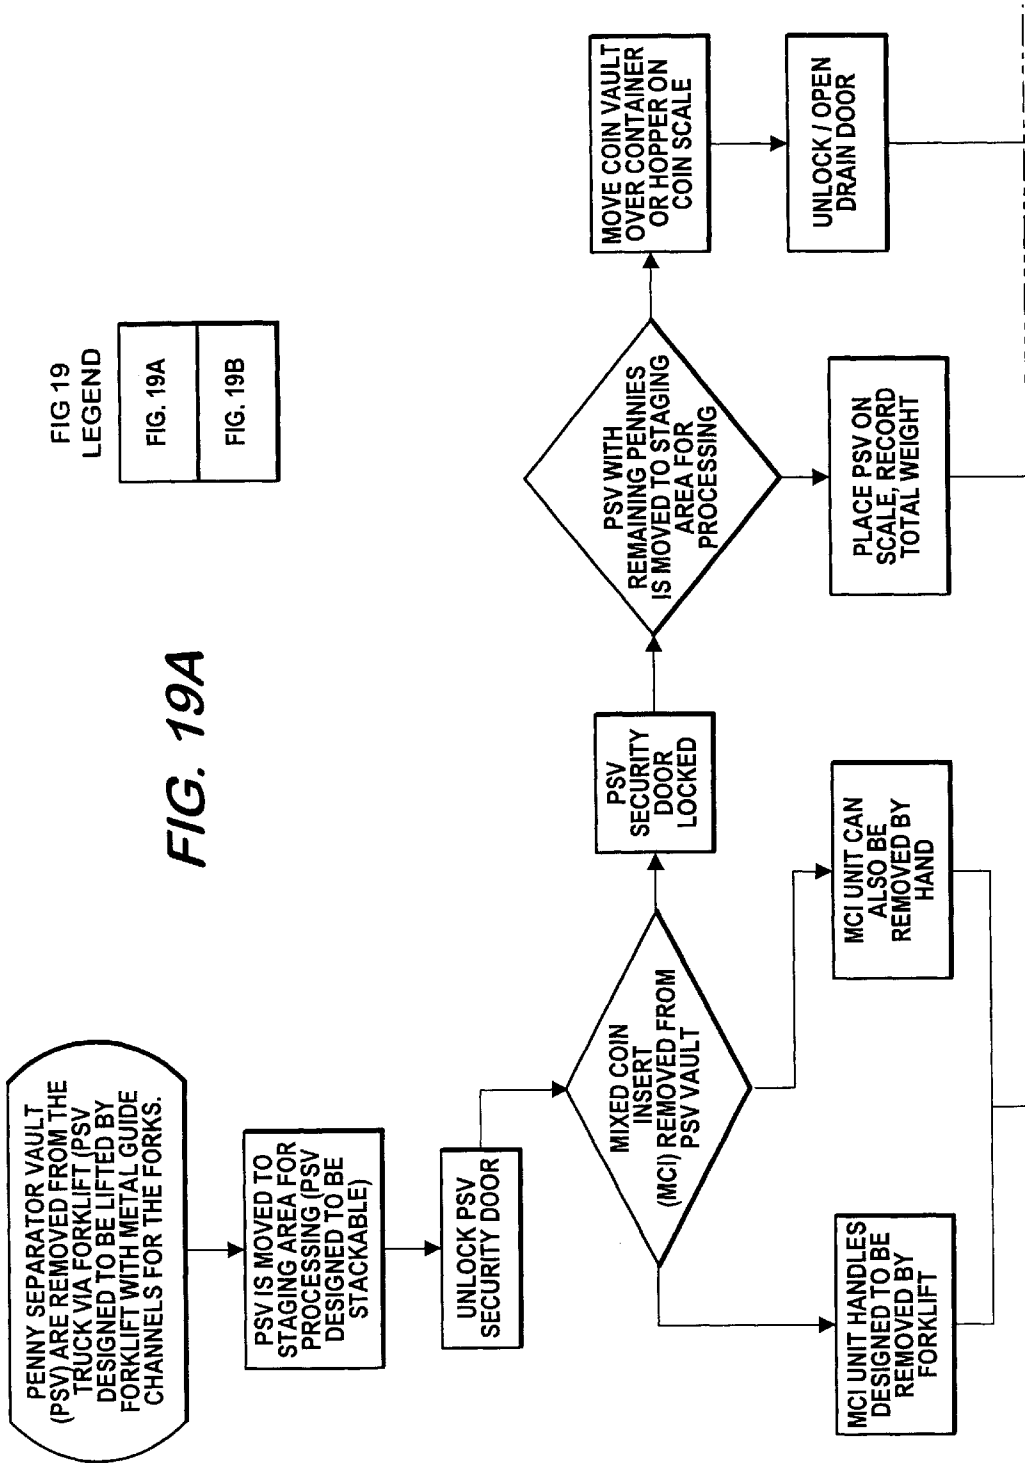 FIG 19
LEGEND
FIG. 19A
FIG. 19B
FIG. 19A
PENNY SEPARATOR VAULT
(PSV) ARE REMOVED FROM THE
TRUCK VIA FORKLIFT (PSV
DESIGNED TO BE LIFTED BY
FORKLIFT WITH METAL GUIDE
CHANNELS FOR THE FORKS.
PSV IS MOVED TO
STAGING AREA FOR
PROCESSING (PSV
DESIGNED TO BE
STACKABLE)
UNLOCK PSV
SECURITY DOOR
MIXED COIN
INSERT
(MCI) REMOVED FROM
PSV VAULT
MCI UNIT HANDLES
DESIGNED TO BE
REMOVED BY
FORKLIFT
MCI UNIT CAN
ALSO BE
REMOVED BY
HAND
PSV
SECURITY
DOOR
LOCKED
PSV WITH
REMAINING PENNIES
IS MOVED TO STAGING
AREA FOR
PROCESSING
PLACE PSV ON
SCALE, RECORD
TOTAL WEIGHT
MOVE COIN VAULT
OVER CONTAINER
OR HOPPER ON
COIN SCALE
UNLOCK / OPEN
DRAIN DOOR